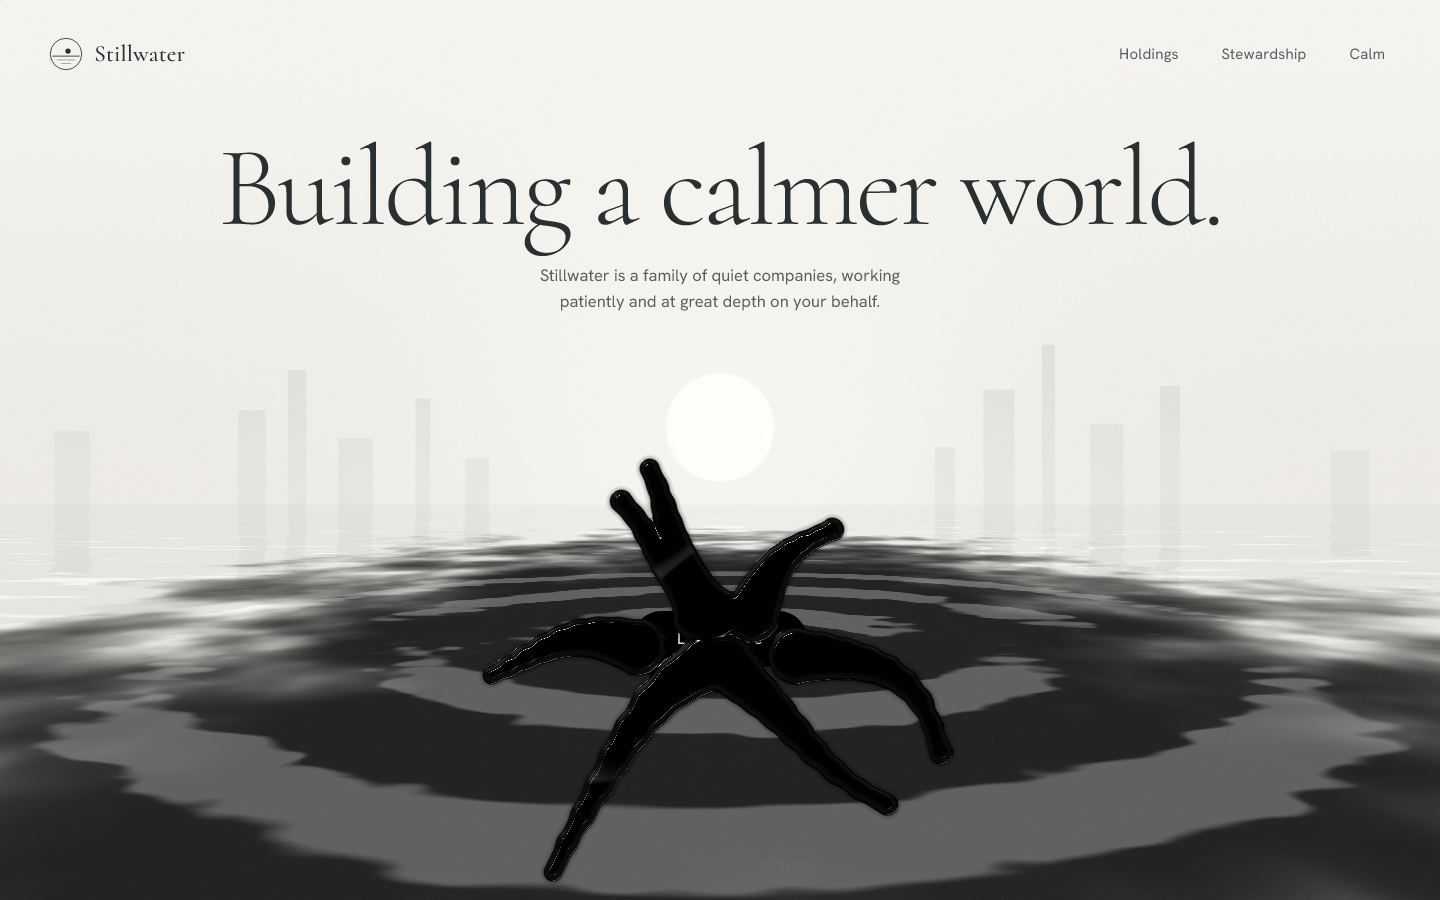 Stillwater
Holdings
Stewardship
Calm
Building a calmer world.
Stillwater is a family of quiet companies, working
patiently and at great depth on your behalf.